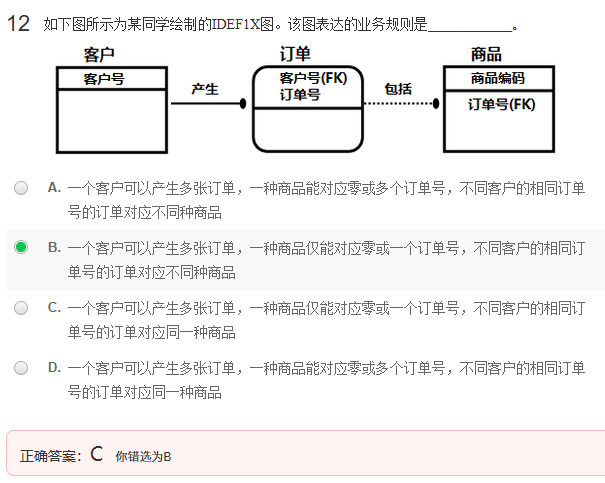 12 如下图所示为某同学绘制的IDEF1X图。该图表达的业务规则是____________。
客户 订单 商品
客户号 客户号(FK) 商品编码
产生 订单号 包括 订单号(FK)
A. 一个客户可以产生多张订单，一种商品能对应零或多个订单号，不同客户的相同订单
号的订单对应不同种商品
B. 一个客户可以产生多张订单，一种商品仅能对应零或一个订单号，不同客户的相同订
单号的订单对应不同种商品
C. 一个客户可以产生多张订单，一种商品仅能对应零或一个订单号，不同客户的相同订
单号的订单对应同一种商品
D. 一个客户可以产生多张订单，一种商品能对应零或多个订单号，不同客户的相同订单
号的订单对应同一种商品
正确答案： C 你错选为B